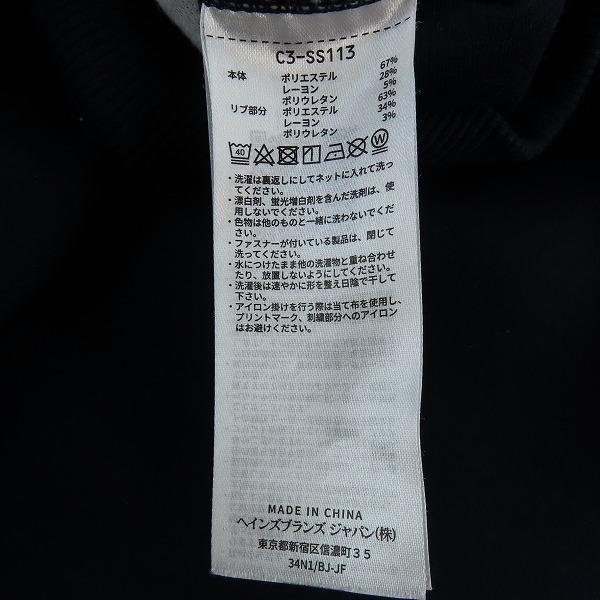 C3-SS113
本体 ポリエステル 67%
レーヨン 28%
ポリウレタン 5%
リブ部分 ポリエステル 63%
レーヨン 34%
ポリウレタン 3%
40
W
・洗濯は裏返しにしてネットに入れて洗っ
てください。
・漂白剤、蛍光増白剤を含んだ洗剤は、使
用しないでください。
・色物は他のものと一緒に洗わないでくだ
さい。
・ファスナーが付いている製品は、閉じて
洗ってください。
・水につけたまま他の洗濯物と重ね合わせ
たり、放置しないようにしてください。
・洗濯後は速やかに形を整え日陰で干して
下さい。
・アイロン掛けを行う際は当て布を使用し、
プリントマーク、刺繍部分へのアイロン
はお避けください。
MADE IN CHINA
ヘインズブランズ ジャパン(株)
東京都新宿区信濃町３５
34N1/BJ-JF